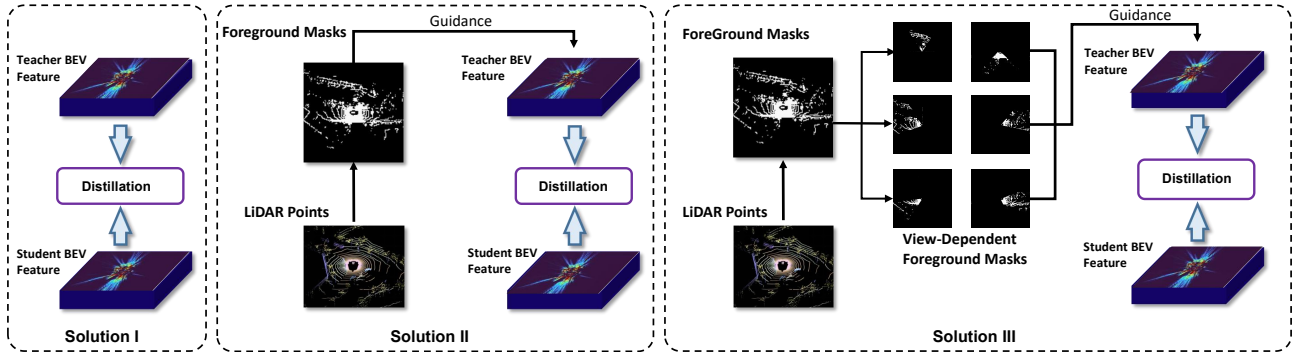 Teacher BEV
Feature
Distillation
Student BEV
Feature
Solution I
Guidance
Foreground Masks
Teacher BEV
Feature
Distillation
LiDAR Points
Student BEV
Feature
Solution II
Guidance
ForeGround Masks
Teacher BEV
Feature
Distillation
LiDAR Points
View-Dependent
Foreground Masks
Student BEV
Feature
Solution III